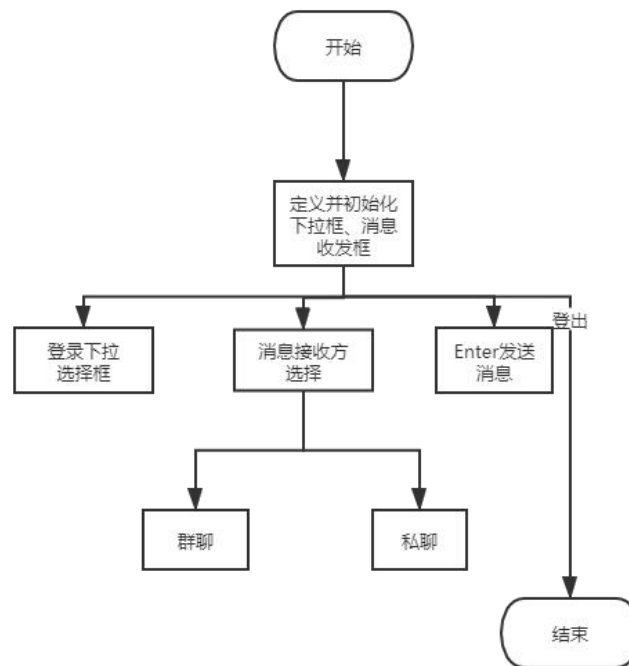 开始
定义并初始化
下拉框、消息
收发框
登出
登录下拉
选择框
消息接收方
选择
Enter发送
消息
群聊
私聊
结束